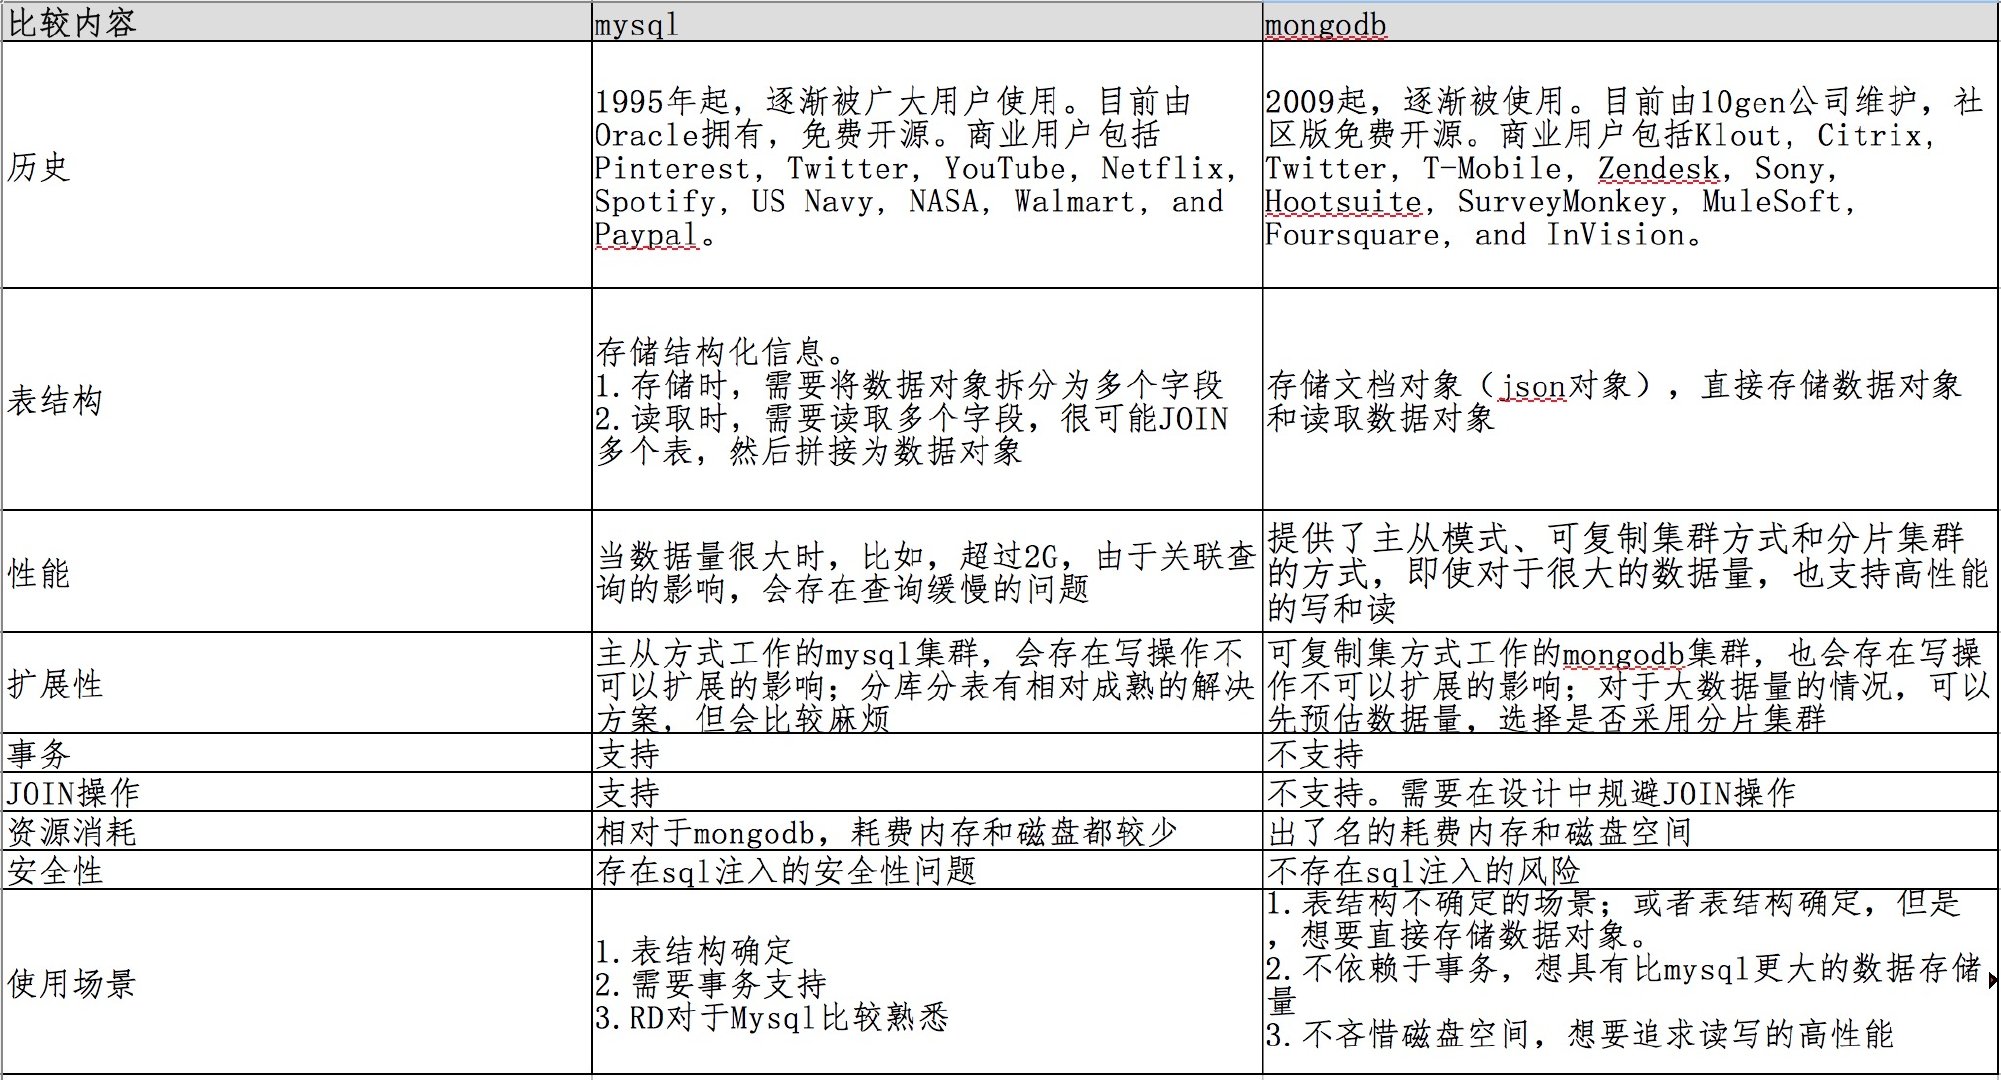 比较内容
mysql
mongodb
历史
1995年起，逐渐被广大用户使用。目前由
Oracle拥有，免费开源。商业用户包括
Pinterest, Twitter, YouTube, Netflix,
Spotify, US Navy, NASA, Walmart, and
Paypal。
2009起，逐渐被使用。目前由10gen公司维护，社
区版免费开源。商业用户包括Klout, Citrix,
Twitter, T-Mobile, Zendesk, Sony,
Hootsuite, SurveyMonkey, MuleSoft,
Foursquare, and InVision。
表结构
存储结构化信息。
1.存储时，需要将数据对象拆分为多个字段
2.读取时，需要读取多个字段，很可能JOIN
多个表，然后拼接为数据对象
存储文档对象（json对象），直接存储数据对象
和读取数据对象
性能
当数据量很大时，比如，超过2G，由于关联查
询的影响，会存在查询缓慢的问题
提供了主从模式、可复制集群方式和分片集群
的方式，即使对于很大的数据量，也支持高性能
的写和读
扩展性
主从方式工作的mysql集群，会存在写操作不
可以扩展的影响；分库分表有相对成熟的解决
方案，但会比较麻烦
可复制集方式工作的mongodb集群，也会存在写操
作不可以扩展的影响；对于大数据量的情况，可以
先预估数据量，选择是否采用分片集群
事务
支持
不支持
JOIN操作
支持
不支持。需要在设计中规避JOIN操作
资源消耗
相对于mongodb，耗费内存和磁盘都较少
出了名的耗费内存和磁盘空间
安全性
存在sql注入的安全性问题
不存在sql注入的风险
使用场景
1.表结构确定
2.需要事务支持
3.RD对于Mysql比较熟悉
1.表结构不确定的场景；或者表结构确定，但是
，想要直接存储数据对象。
2.不依赖于事务，想具有比mysql更大的数据存储
量
3.不吝惜磁盘空间，想要追求读写的高性能